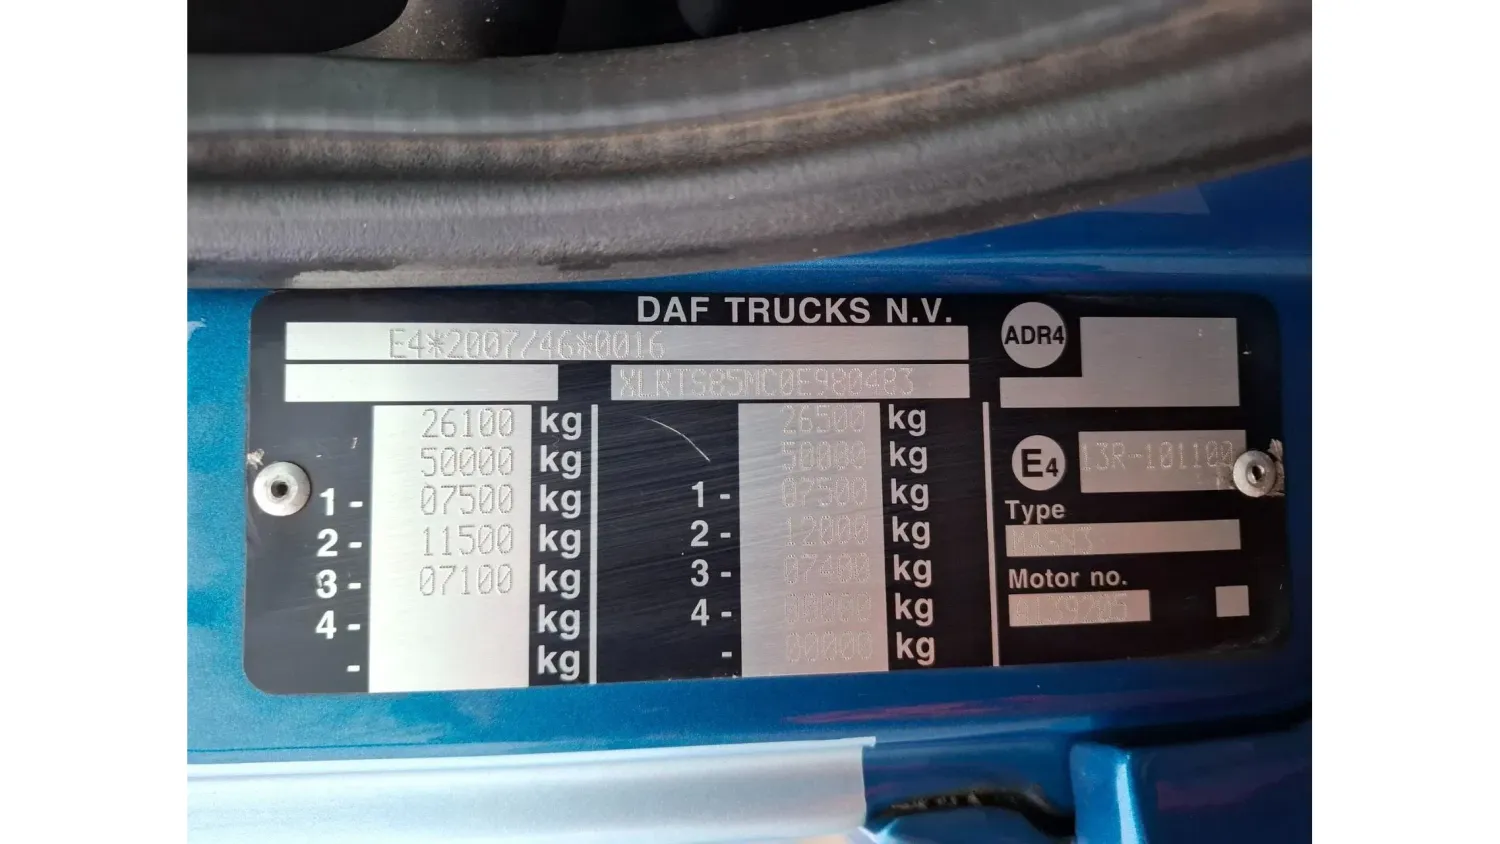 DAF TRUCKS N.V.
E4*2007/46*0016
XLRTS85MC0E980483
26100 kg
50000 kg
1- 07500 kg
2- 11500 kg
3- 07100 kg
4- kg
- kg
26500 kg
50000 kg
1- 07500 kg
2- 12000 kg
3- 07400 kg
4- 00000 kg
- 00000 kg
ADR4
E4 13R-101100
Type
Motor no.